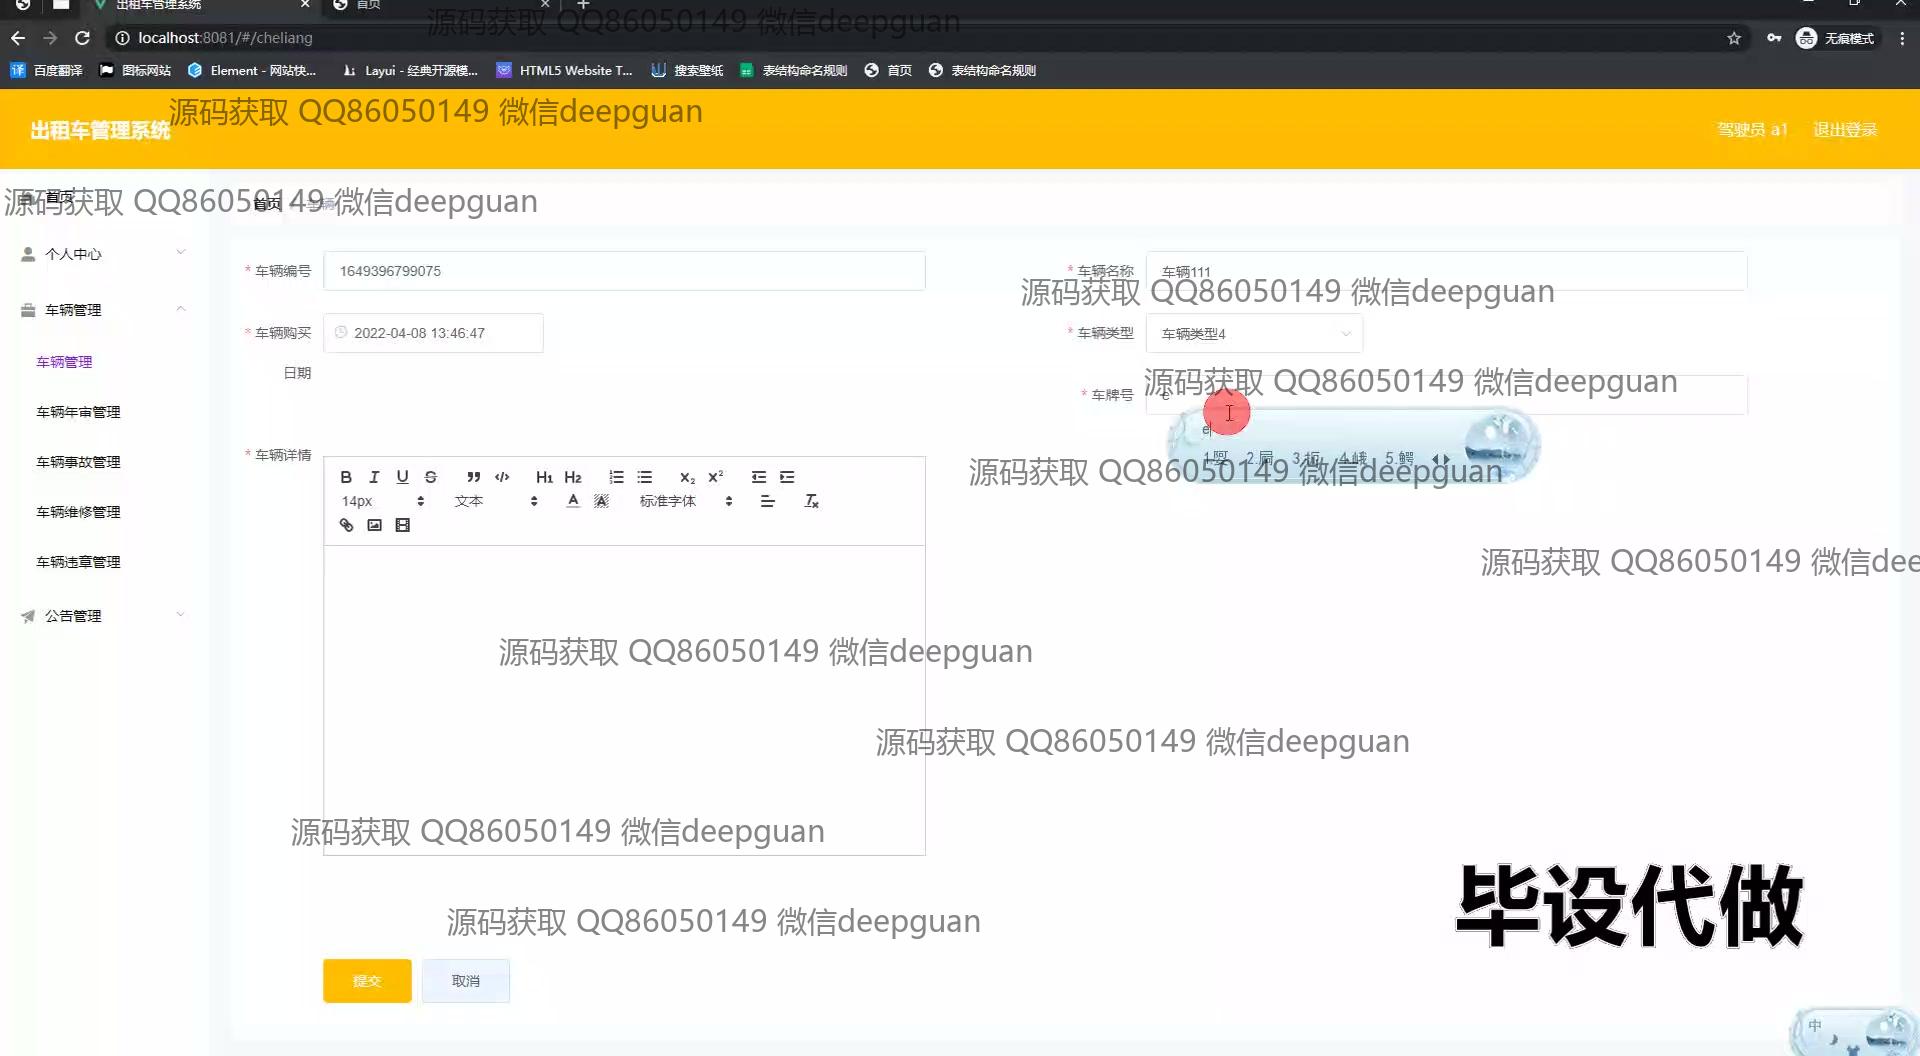 出租车管理系统
首页
源码获取 QQ86050149 微信deepguan
localhost:8081/#/cheliang
无痕模式
百度翻译
图标网站
Element - 网站快...
Layui - 经典开源模...
HTML5 Website T...
搜索壁纸
表结构命名规则
首页
表结构命名规则
源码获取 QQ86050149 微信deepguan
出租车管理系统
驾驶员 a1
退出登录
源码获取 QQ86050149 微信deepguan
首页
首页
车辆
个人中心
* 车辆编号
1649396799075
* 车辆名称
车辆111
源码获取 QQ86050149 微信deepguan
车辆管理
* 车辆购买日期
2022-04-08 13:46:47
* 车辆类型
车辆类型4
车辆管理
源码获取 QQ86050149 微信deepguan
* 车牌号
e
车辆年审管理
e
* 车辆详情
1.
2.
3.
4.峨
5.鳄
源码获取 QQ86050149 微信deepguan
车辆事故管理
B I U S H1 H2 x2 x2
14px
文本
A A
标准字体
Tx
车辆维修管理
车辆违章管理
源码获取 QQ86050149 微信dee
公告管理
源码获取 QQ86050149 微信deepguan
源码获取 QQ86050149 微信deepguan
源码获取 QQ86050149 微信deepguan
毕设代做
源码获取 QQ86050149 微信deepguan
提交
取消
中